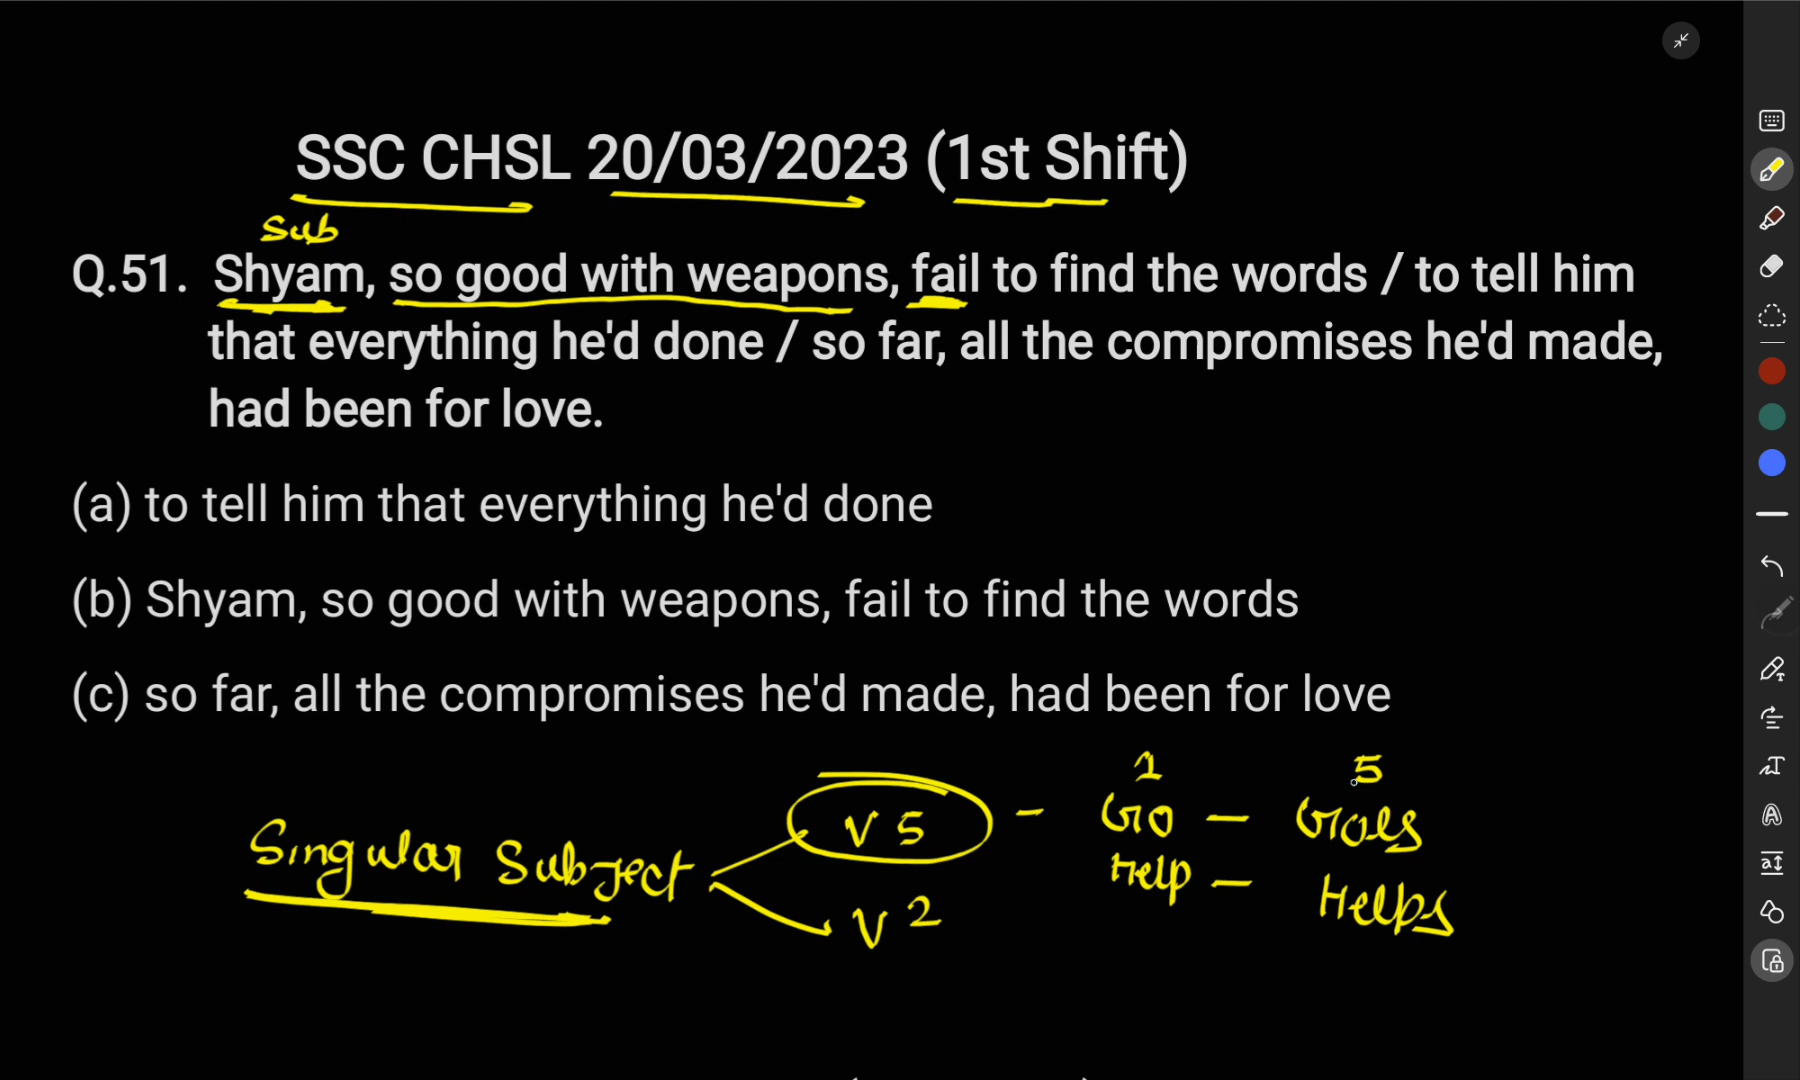 SSC CHSL 20/03/2023 (1st Shift)
Sub
Q.51. Shyam, so good with weapons, fail to find the words / to tell him
that everything he'd done / so far, all the compromises he'd made,
had been for love.
(a) to tell him that everything he'd done
(b) Shyam, so good with weapons, fail to find the words
(c) so far, all the compromises he'd made, had been for love
1 5
V 5 - Go - Goes
Singular Subject Help - Helps
V 2